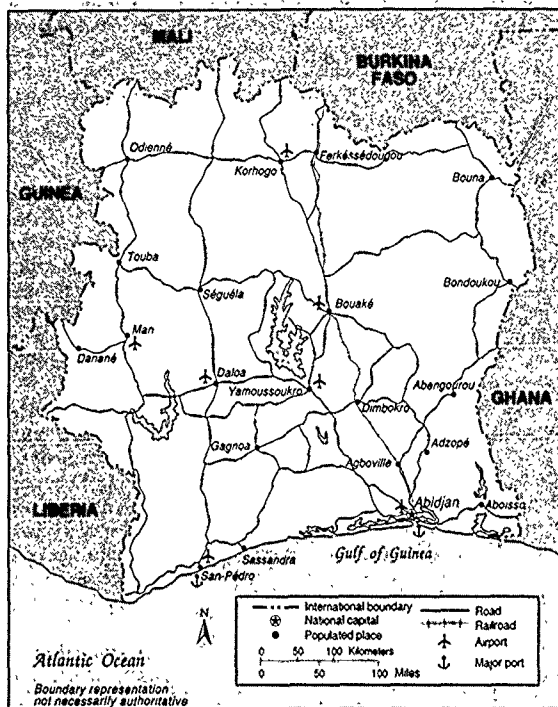 MALI
BURKINA
FASO
Odienné
Korhogo
Ferkéssédougou
Bouna
GUINEA
Touba
Séguéla
Bouaké
Bondoukou
Man
Danané
Daloa
Yamoussoukro
Abengourou
GHANA
Dimbokro
Adzopé
Gagnoa
Agboville
LIBERIA
Abidjan
Aboisso
Sassandra
Gulf of Guinea
San-Pédro
N
International boundary
National capital
Populated place
Road
Railroad
Airport
Major port
0 50 100 Kilometers
0 50 100 Miles
Atlantic Ocean
Boundary representation
not necessarily authoritative